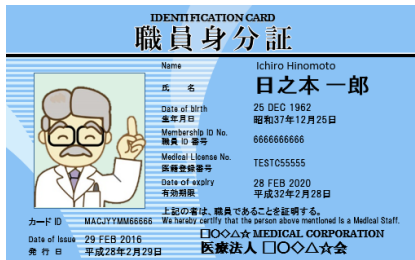 IDENTIFICATION CARD
職員身分証
Name Ichiro Hinomoto
氏 名 日之本 一郎
Date of birth 25 DEC 1962
生年月日 昭和37年12月25日
Membership ID No.
職員 ID 番号 6666666666
Medical License No.
医籍登録番号 TESTC55555
Date of expiry 28 FEB 2020
有効期限 平成32年2月28日
上記の者は、職員であることを証明する。
We hereby certify that the person above mentioned is a Medical Staff.
カード ID MACJYYMM66666
Date of Issue 29 FEB 2016
発 行 日 平成28年2月29日
□○◇△☆ MEDICAL CORPORATION
医療法人 □○◇△☆会